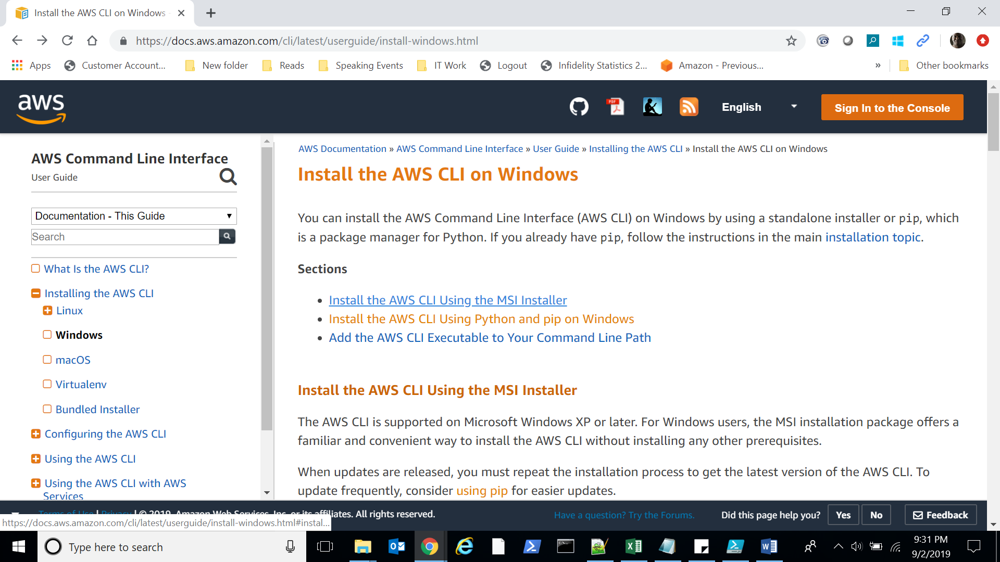 Install the AWS CLI on Windows
https://docs.aws.amazon.com/cli/latest/userguide/install-windows.html
Apps Customer Account... New folder Reads Speaking Events IT Work Logout Infidelity Statistics 2... Amazon - Previous... » Other bookmarks
aws
PDF
English
Sign In to the Console
AWS Command Line Interface
User Guide
Documentation - This Guide
Search
What Is the AWS CLI?
Installing the AWS CLI
Linux
Windows
macOS
Virtualenv
Bundled Installer
Configuring the AWS CLI
Using the AWS CLI
Using the AWS CLI with AWS
Services
AWS Documentation » AWS Command Line Interface » User Guide » Installing the AWS CLI » Install the AWS CLI on Windows
Install the AWS CLI on Windows
You can install the AWS Command Line Interface (AWS CLI) on Windows by using a standalone installer or pip, which
is a package manager for Python. If you already have pip, follow the instructions in the main installation topic.
Sections
• Install the AWS CLI Using the MSI Installer
• Install the AWS CLI Using Python and pip on Windows
• Add the AWS CLI Executable to Your Command Line Path
Install the AWS CLI Using the MSI Installer
The AWS CLI is supported on Microsoft Windows XP or later. For Windows users, the MSI installation package offers a
familiar and convenient way to install the AWS CLI without installing any other prerequisites.
When updates are released, you must repeat the installation process to get the latest version of the AWS CLI. To
update frequently, consider using pip for easier updates.
Terms of Use | Privacy | © 2019, Amazon Web Services, Inc. or its affiliates. All rights reserved.
Have a question? Try the Forums.
Did this page help you?
Yes
No
Feedback
https://docs.aws.amazon.com/cli/latest/userguide/install-windows.html#instal...
Type here to search
9:31 PM
9/2/2019